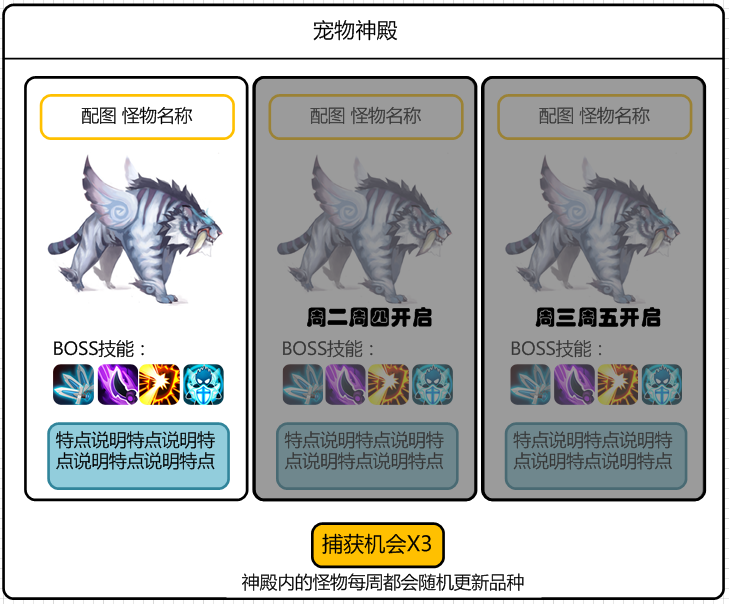 宠物神殿
配图 怪物名称
BOSS技能：
特点说明特点说明特
点说明特点说明特点
配图 怪物名称
周二周四开启
BOSS技能：
特点说明特点说明特
点说明特点说明特点
配图 怪物名称
周三周五开启
BOSS技能：
特点说明特点说明特
点说明特点说明特点
捕获机会X3
神殿内的怪物每周都会随机更新品种